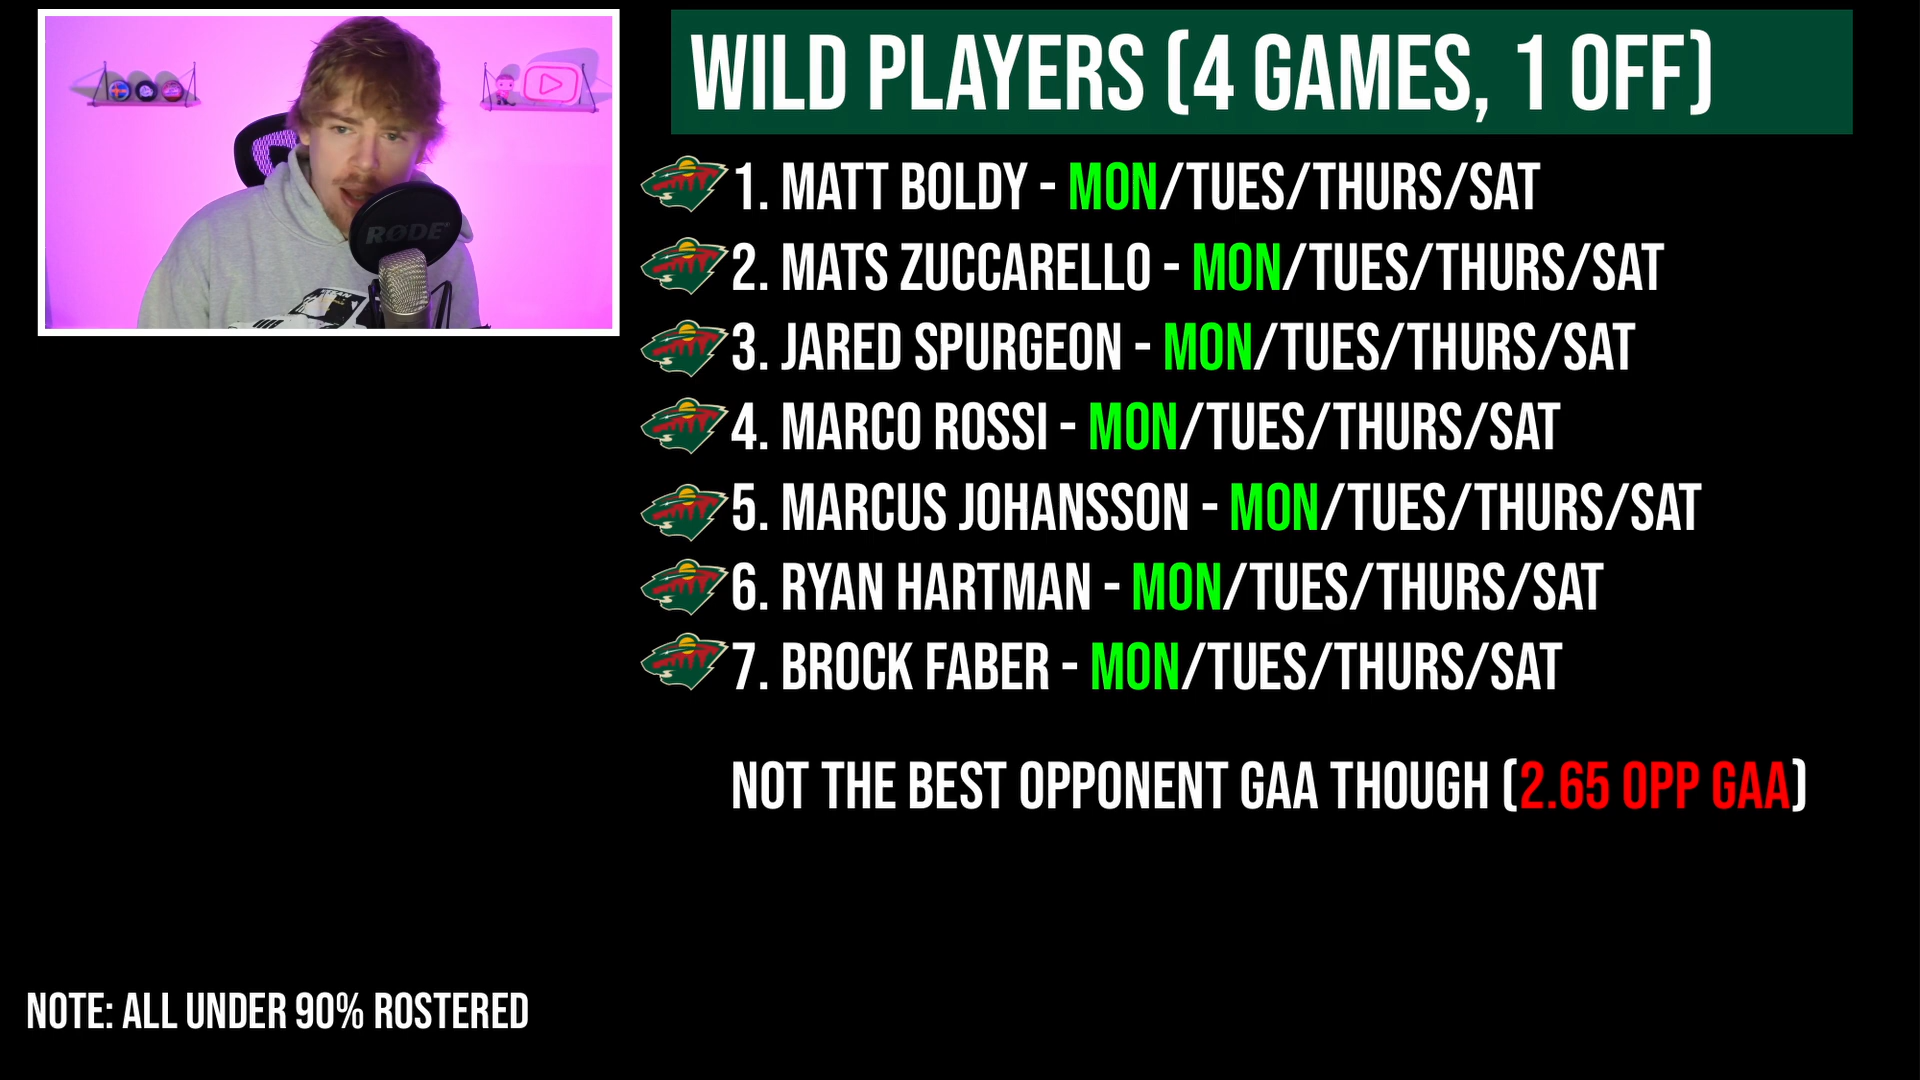 WILD PLAYERS (4 GAMES, 1 OFF)
1. MATT BOLDY - MON/TUES/THURS/SAT
2. MATS ZUCCARELLO - MON/TUES/THURS/SAT
3. JARED SPURGEON - MON/TUES/THURS/SAT
4. MARCO ROSSI - MON/TUES/THURS/SAT
5. MARCUS JOHANSSON - MON/TUES/THURS/SAT
6. RYAN HARTMAN - MON/TUES/THURS/SAT
7. BROCK FABER - MON/TUES/THURS/SAT
NOT THE BEST OPPONENT GAA THOUGH (2.65 OPP GAA)
NOTE: ALL UNDER 90% ROSTERED
RØDE